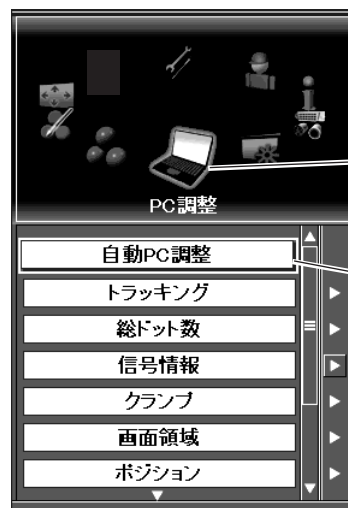 PC調整
自動PC調整
トラッキング
総ドット数
信号情報
クランプ
画面領域
ポジション